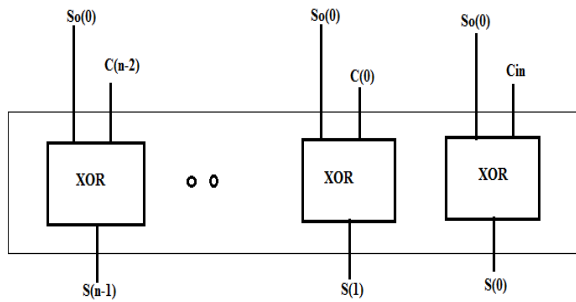 So(0) So(0) So(0)
C(n-2) C(0) Cin
XOR XOR XOR
S(n-1) S(1) S(0)